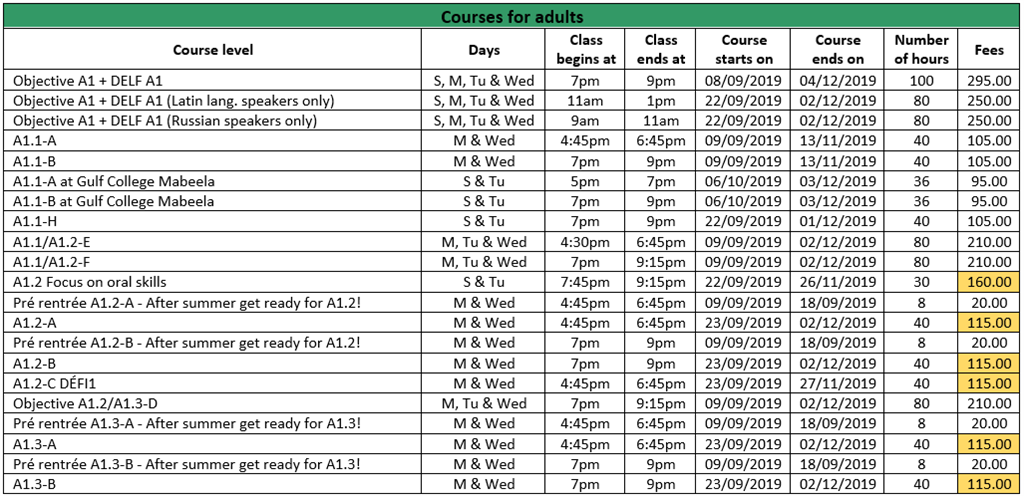 Courses for adults
Course level Days Class begins at Class ends at Course starts on Course ends on Number of hours Fees
Objective A1 + DELF A1 S, M, Tu & Wed 7pm 9pm 08/09/2019 04/12/2019 100 295.00
Objective A1 + DELF A1 (Latin lang. speakers only) S, M, Tu & Wed 11am 1pm 22/09/2019 02/12/2019 80 250.00
Objective A1 + DELF A1 (Russian speakers only) S, M, Tu & Wed 9am 11am 22/09/2019 02/12/2019 80 250.00
A1.1-A M & Wed 4:45pm 6:45pm 09/09/2019 13/11/2019 40 105.00
A1.1-B M & Wed 7pm 9pm 09/09/2019 13/11/2019 40 105.00
A1.1-A at Gulf College Mabeela S & Tu 5pm 7pm 06/10/2019 03/12/2019 36 95.00
A1.1-B at Gulf College Mabeela S & Tu 7pm 9pm 06/10/2019 03/12/2019 36 95.00
A1.1-H S & Tu 7pm 9pm 22/09/2019 01/12/2019 40 105.00
A1.1/A1.2-E M, Tu & Wed 4:30pm 6:45pm 09/09/2019 02/12/2019 80 210.00
A1.1/A1.2-F M, Tu & Wed 7pm 9:15pm 09/09/2019 02/12/2019 80 210.00
A1.2 Focus on oral skills S & Tu 7:45pm 9:15pm 22/09/2019 26/11/2019 30 160.00
Pré rentrée A1.2-A - After summer get ready for A1.2! M & Wed 4:45pm 6:45pm 09/09/2019 18/09/2019 8 20.00
A1.2-A M & Wed 4:45pm 6:45pm 23/09/2019 02/12/2019 40 115.00
Pré rentrée A1.2-B - After summer get ready for A1.2! M & Wed 7pm 9pm 09/09/2019 18/09/2019 8 20.00
A1.2-B M & Wed 7pm 9pm 23/09/2019 02/12/2019 40 115.00
A1.2-C DÉFI1 M & Wed 4:45pm 6:45pm 23/09/2019 27/11/2019 40 115.00
Objective A1.2/A1.3-D M, Tu & Wed 7pm 9:15pm 09/09/2019 02/12/2019 80 210.00
Pré rentrée A1.3-A - After summer get ready for A1.3! M & Wed 4:45pm 6:45pm 09/09/2019 18/09/2019 8 20.00
A1.3-A M & Wed 4:45pm 6:45pm 23/09/2019 02/12/2019 40 115.00
Pré rentrée A1.3-B - After summer get ready for A1.3! M & Wed 7pm 9pm 09/09/2019 18/09/2019 8 20.00
A1.3-B M & Wed 7pm 9pm 23/09/2019 02/12/2019 40 115.00